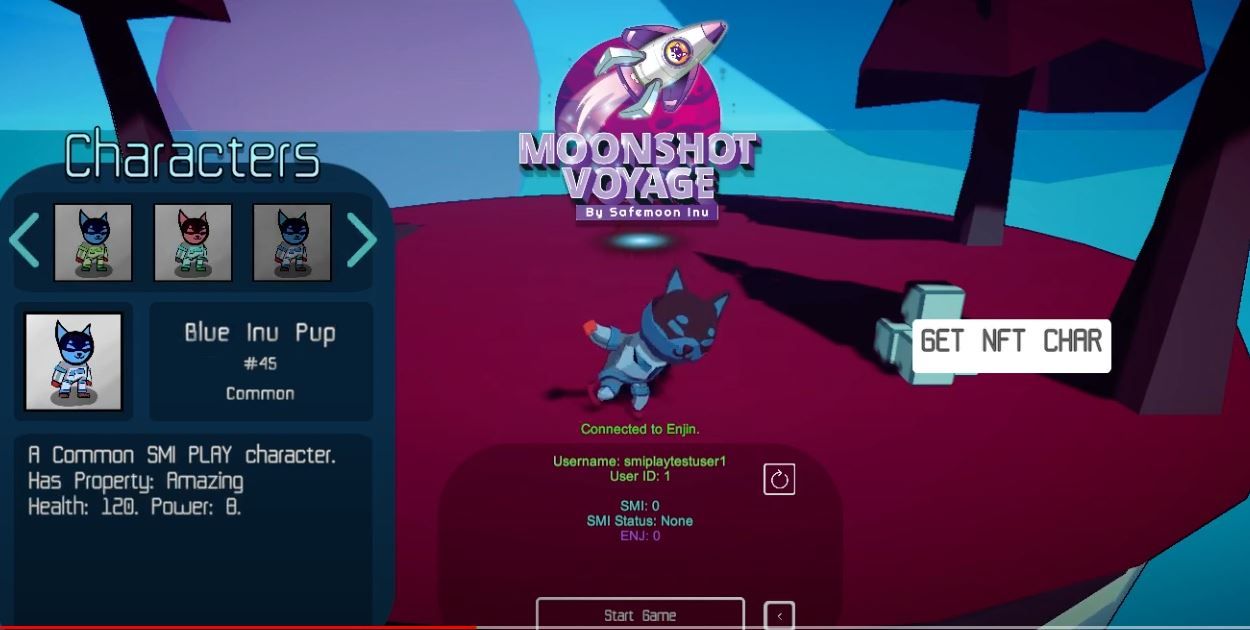 MOONSHOT
VOYAGE
By Safemoon Inu
Characters
Blue Inu Pup
#45
Common
A Common SMI PLAY character.
Has Property: Amazing
Health: 120. Power: 8.
GET NFT CHAR
Connected to Enjin.
Username: smiplaytestuser1
User ID: 1
SMI: 0
SMI Status: None
ENJ: 0
Start Game
<